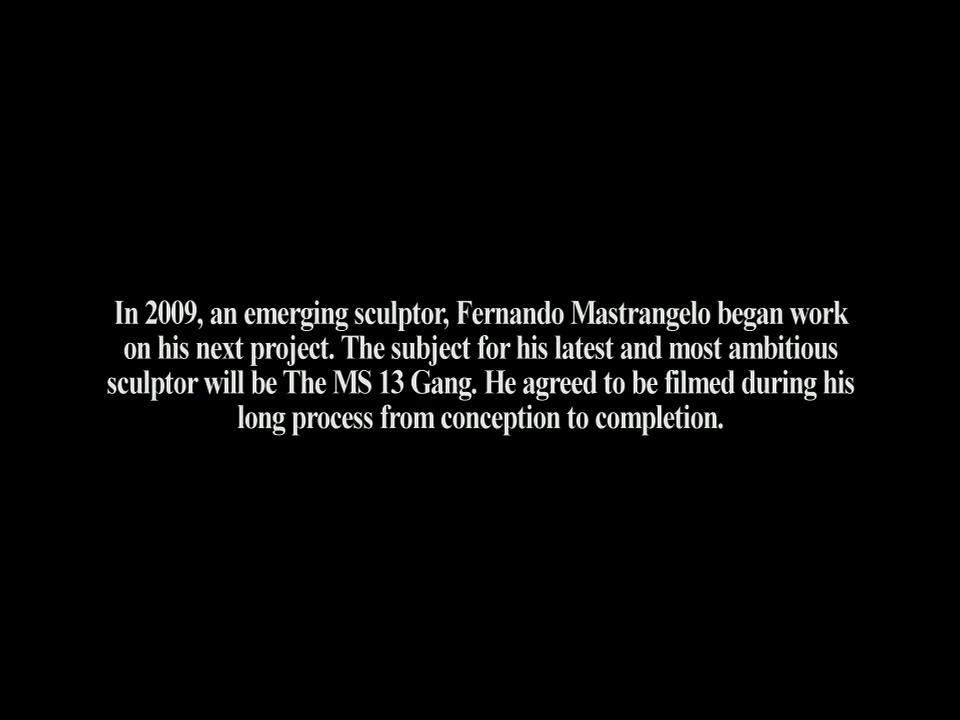 In 2009, an emerging sculptor, Fernando Mastrangelo began work
on his next project. The subject for his latest and most ambitious
sculptor will be The MS 13 Gang. He agreed to be filmed during his
long process from conception to completion.